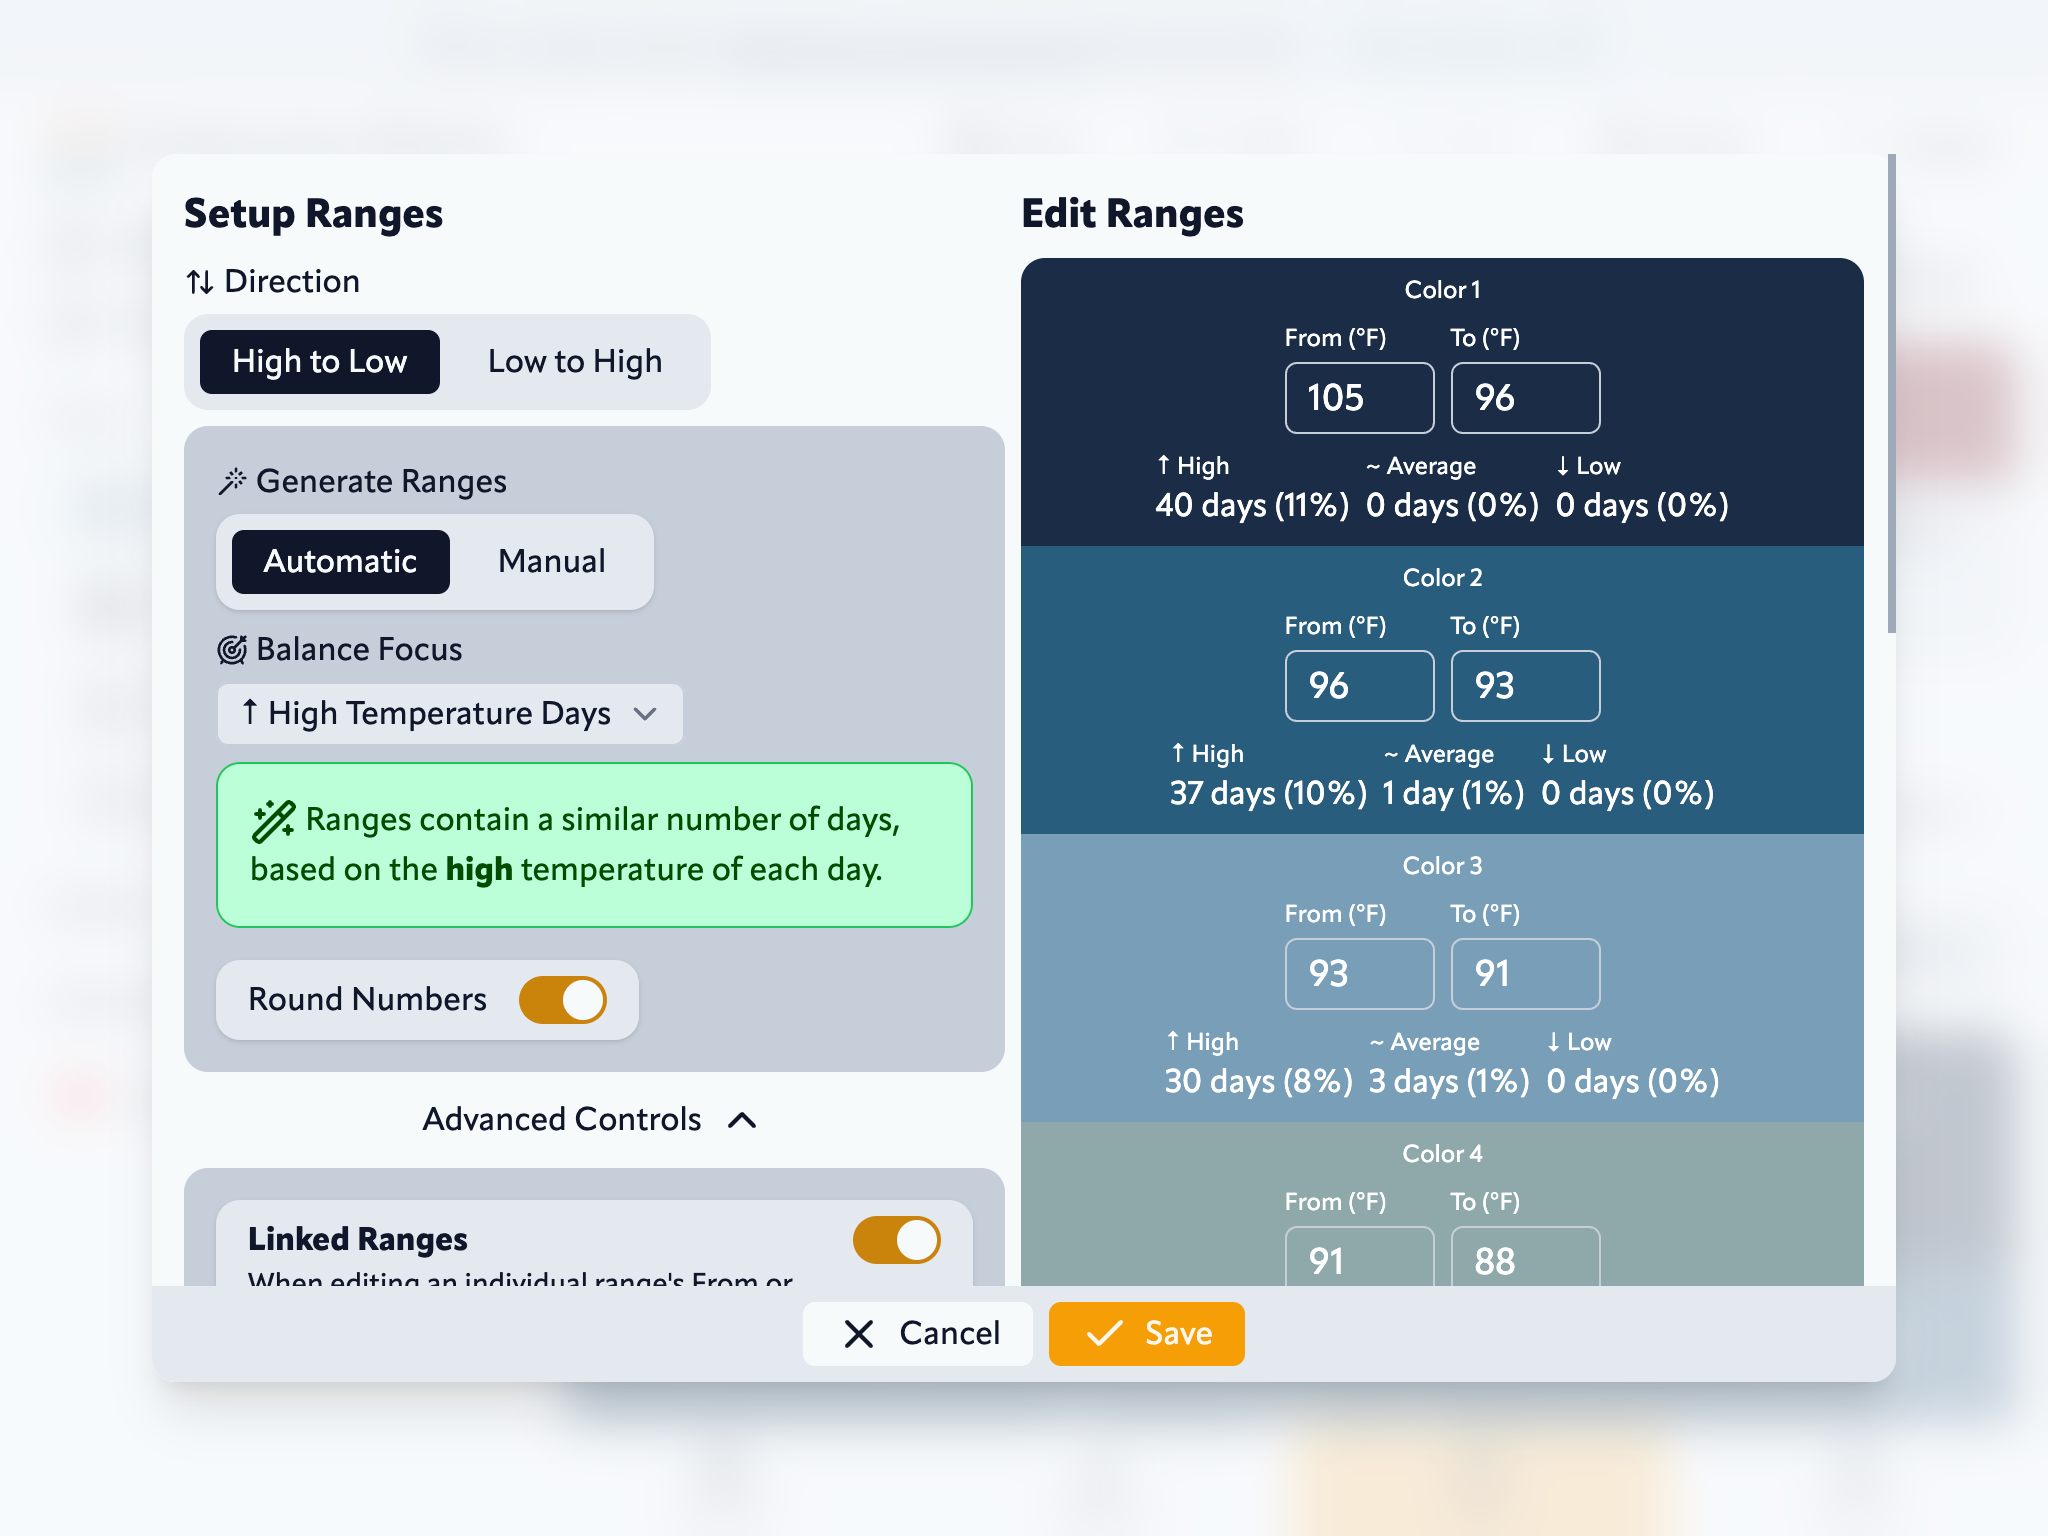 Setup Ranges
Direction
High to Low
Low to High
Generate Ranges
Automatic
Manual
Balance Focus
↑ High Temperature Days
Ranges contain a similar number of days,
based on the high temperature of each day.
Round Numbers
Advanced Controls
Linked Ranges
When editing an individual range's From or
Edit Ranges
Color 1
From (°F) To (°F)
105 96
↑ High ~ Average ↓ Low
40 days (11%) 0 days (0%) 0 days (0%)
Color 2
From (°F) To (°F)
96 93
↑ High ~ Average ↓ Low
37 days (10%) 1 day (1%) 0 days (0%)
Color 3
From (°F) To (°F)
93 91
↑ High ~ Average ↓ Low
30 days (8%) 3 days (1%) 0 days (0%)
Color 4
From (°F) To (°F)
91 88
Cancel
Save